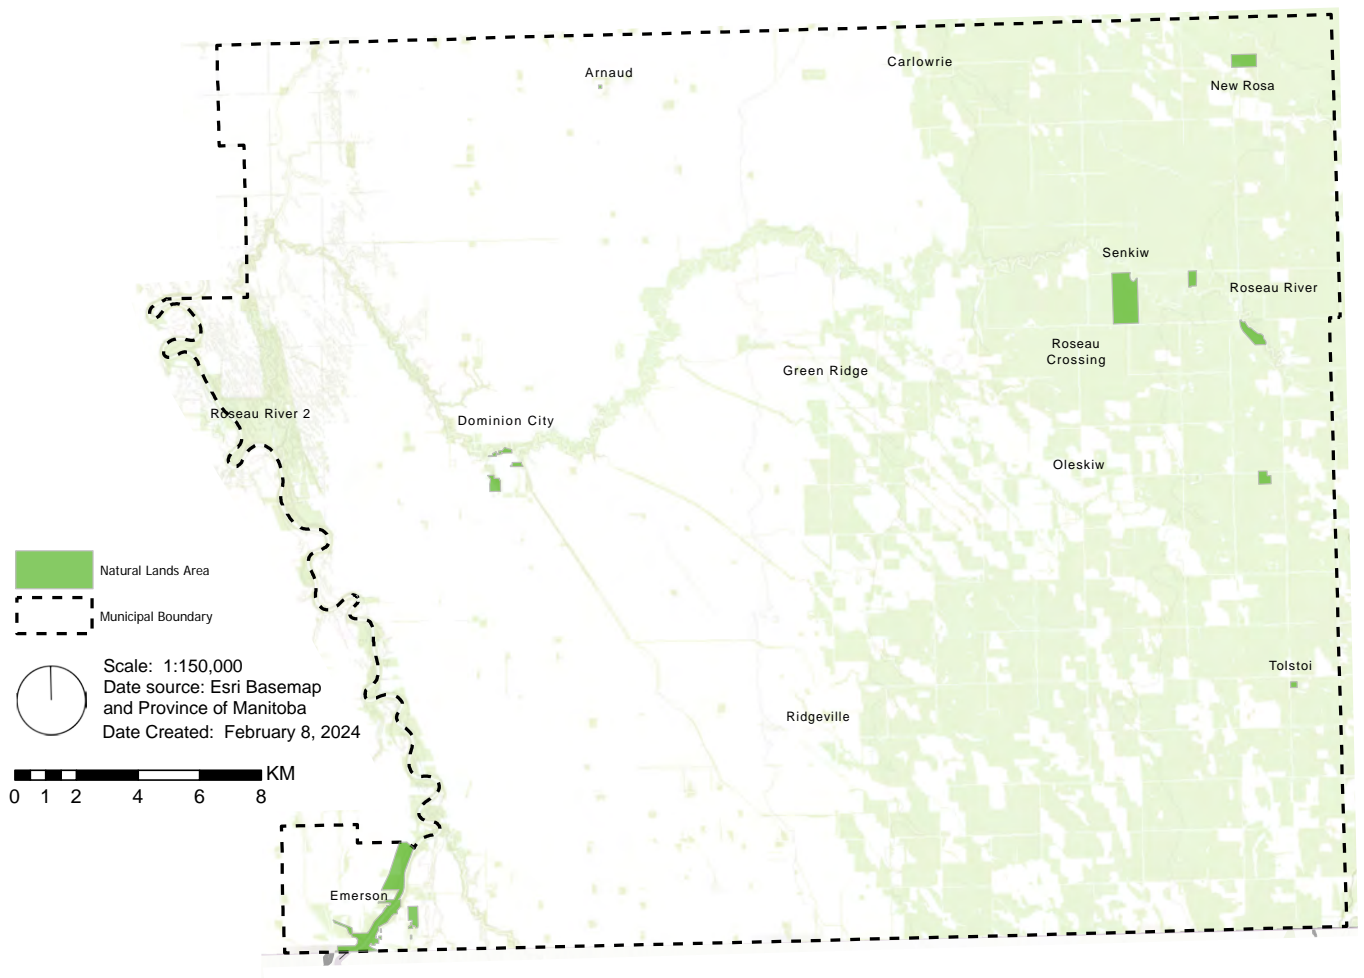 Carlowrie
Arnaud
New Rosa
Senkiw
Roseau River
Roseau
Crossing
Green Ridge
Roseau River 2
Dominion City
Oleskiw
Natural Lands Area
Municipal Boundary
Tolstoi
Scale: 1:150,000
Date source: Esri Basemap
and Province of Manitoba
Date Created: February 8, 2024
Ridgeville
KM
0 1 2 4 6 8
Emerson